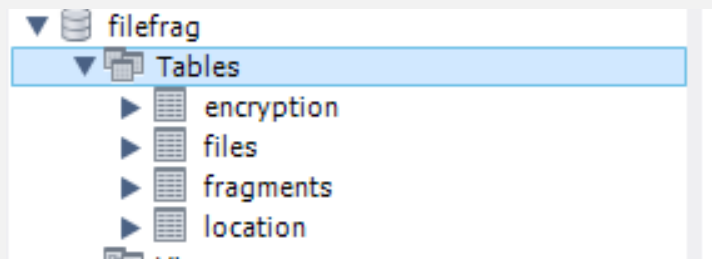 filefrag
Tables
encryption
files
fragments
location